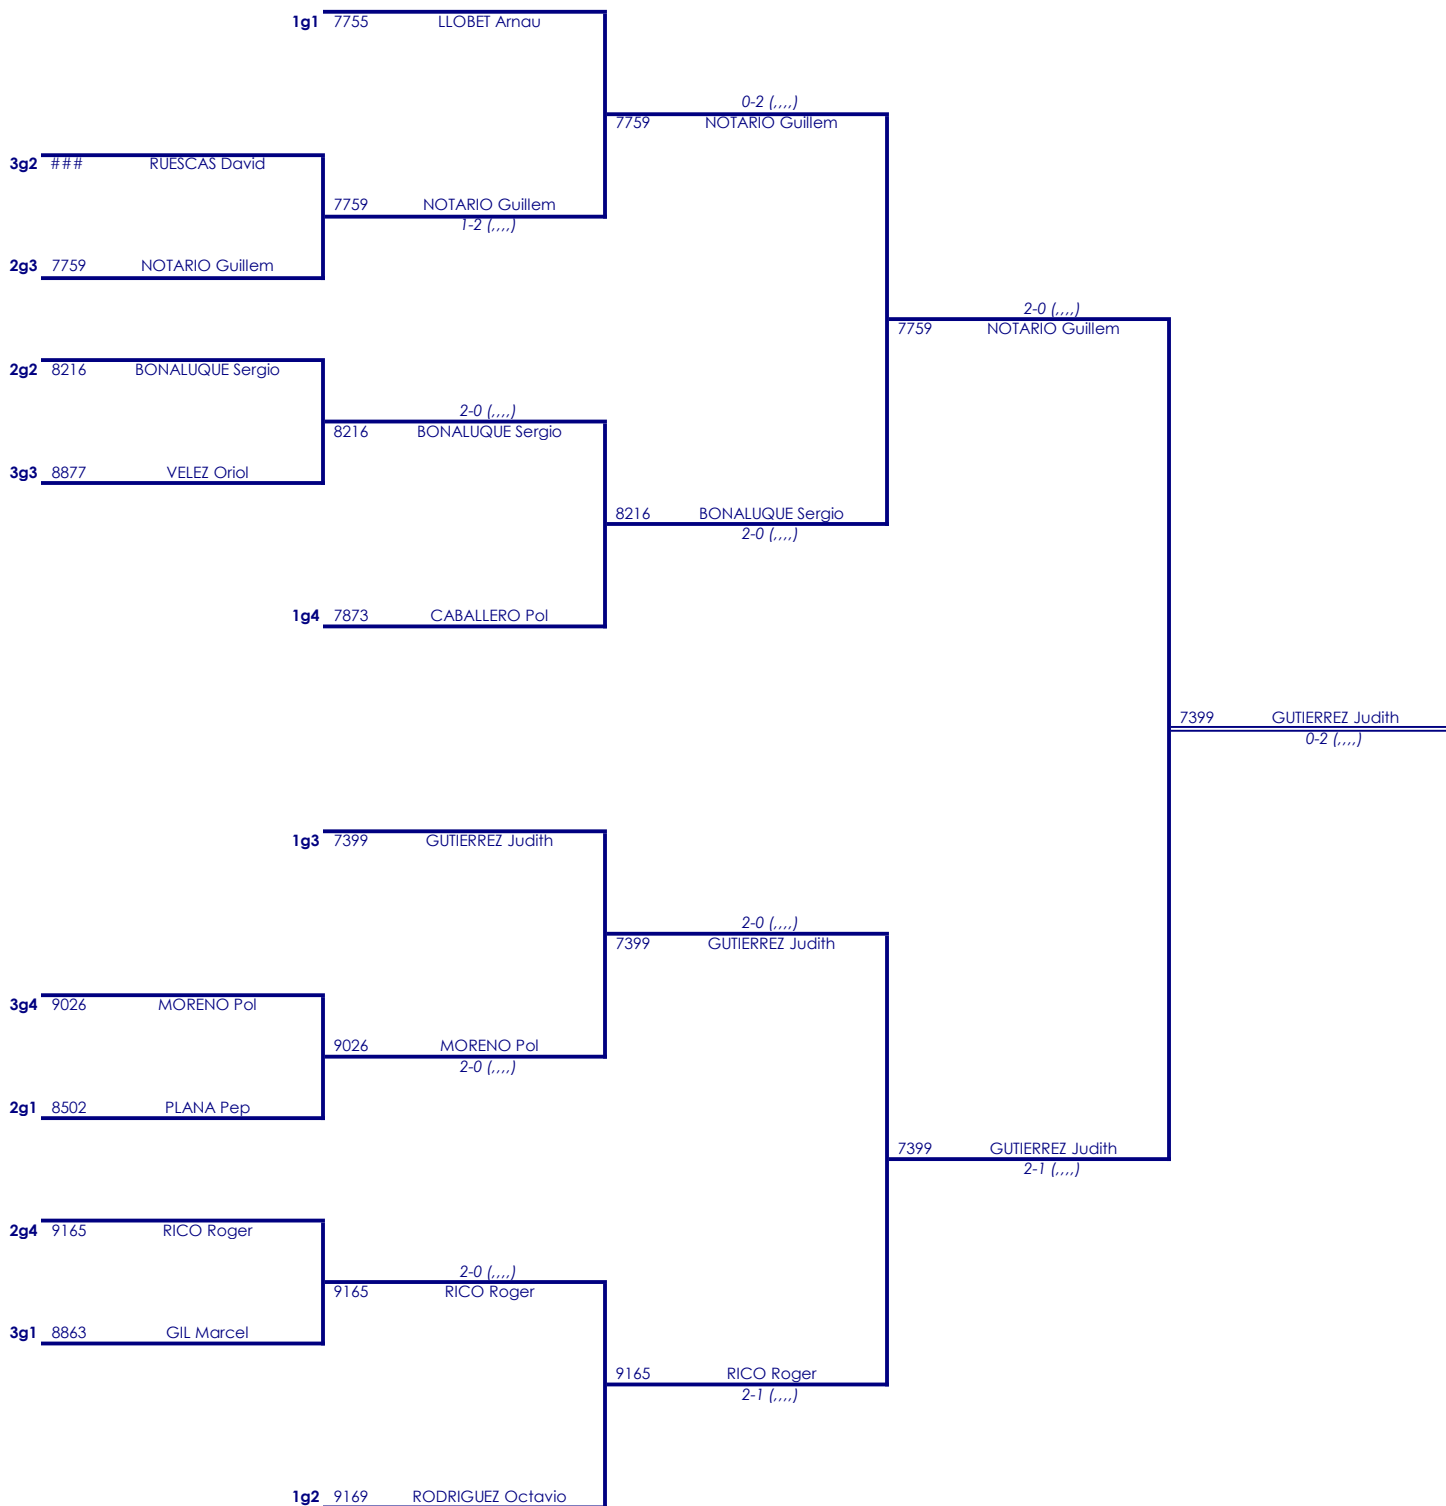 1g1 7755 LLOBET Arnau
0-2 (,,,,)
7759 NOTARIO Guillem
3g2 ### RUESCAS David
7759 NOTARIO Guillem
1-2 (,,,,)
2g3 7759 NOTARIO Guillem
2-0 (,,,,)
7759 NOTARIO Guillem
2g2 8216 BONALUQUE Sergio
2-0 (,,,,)
8216 BONALUQUE Sergio
3g3 8877 VELEZ Oriol
8216 BONALUQUE Sergio
2-0 (,,,,)
1g4 7873 CABALLERO Pol
7399 GUTIERREZ Judith
0-2 (,,,,)
1g3 7399 GUTIERREZ Judith
2-0 (,,,,)
7399 GUTIERREZ Judith
3g4 9026 MORENO Pol
9026 MORENO Pol
2-0 (,,,,)
2g1 8502 PLANA Pep
7399 GUTIERREZ Judith
2-1 (,,,,)
2g4 9165 RICO Roger
2-0 (,,,,)
9165 RICO Roger
3g1 8863 GIL Marcel
9165 RICO Roger
2-1 (,,,,)
1g2 9169 RODRIGUEZ Octavio